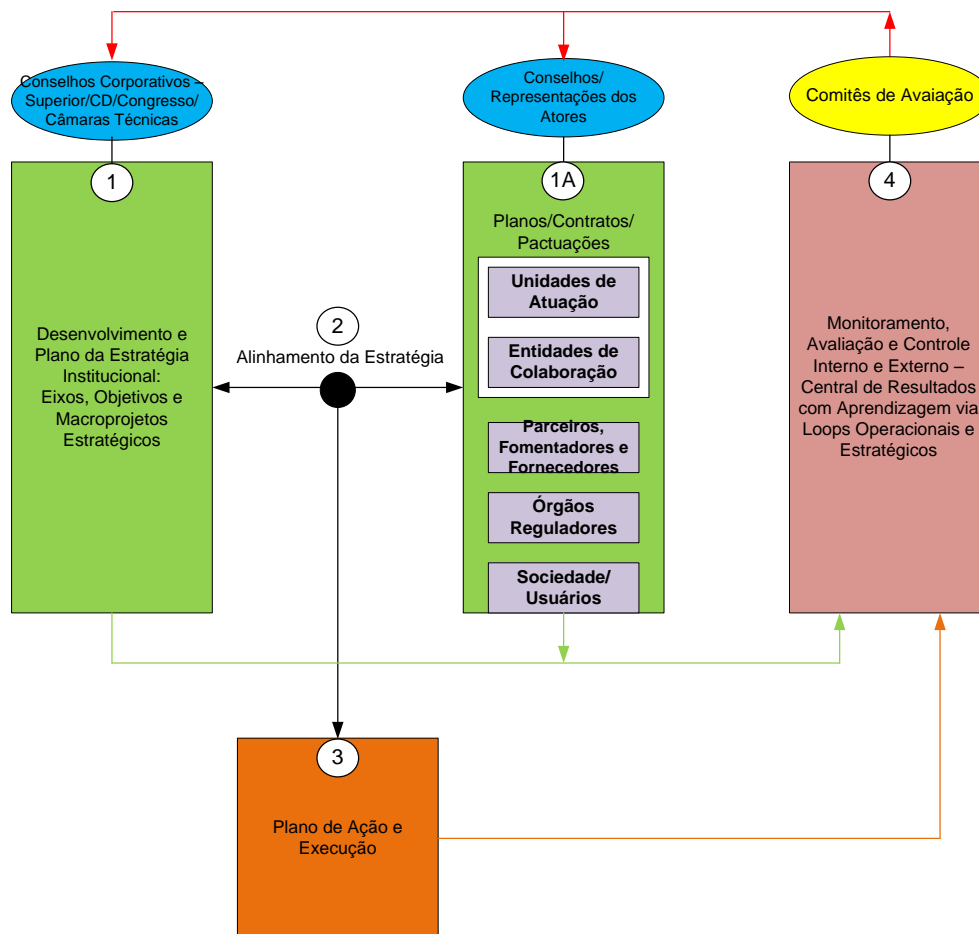 Conselhos Corporativos –
Superior/CD/Congresso/
Câmaras Técnicas
Conselhos/
Representações dos
Atores
Comitês de Avaiação
1
1A
4
Planos/Contratos/
Pactuações
Unidades de
Atuação
Entidades de
Colaboração
Parceiros,
Fomentadores e
Fornecedores
Órgãos
Reguladores
Sociedade/
Usuários
2
Alinhamento da Estratégia
Desenvolvimento e
Plano da Estratégia
Institucional:
Eixos, Objetivos e
Macroprojetos
Estratégicos
Monitoramento,
Avaliação e Controle
Interno e Externo –
Central de Resultados
com Aprendizagem via
Loops Operacionais e
Estratégicos
3
Plano de Ação e
Execução